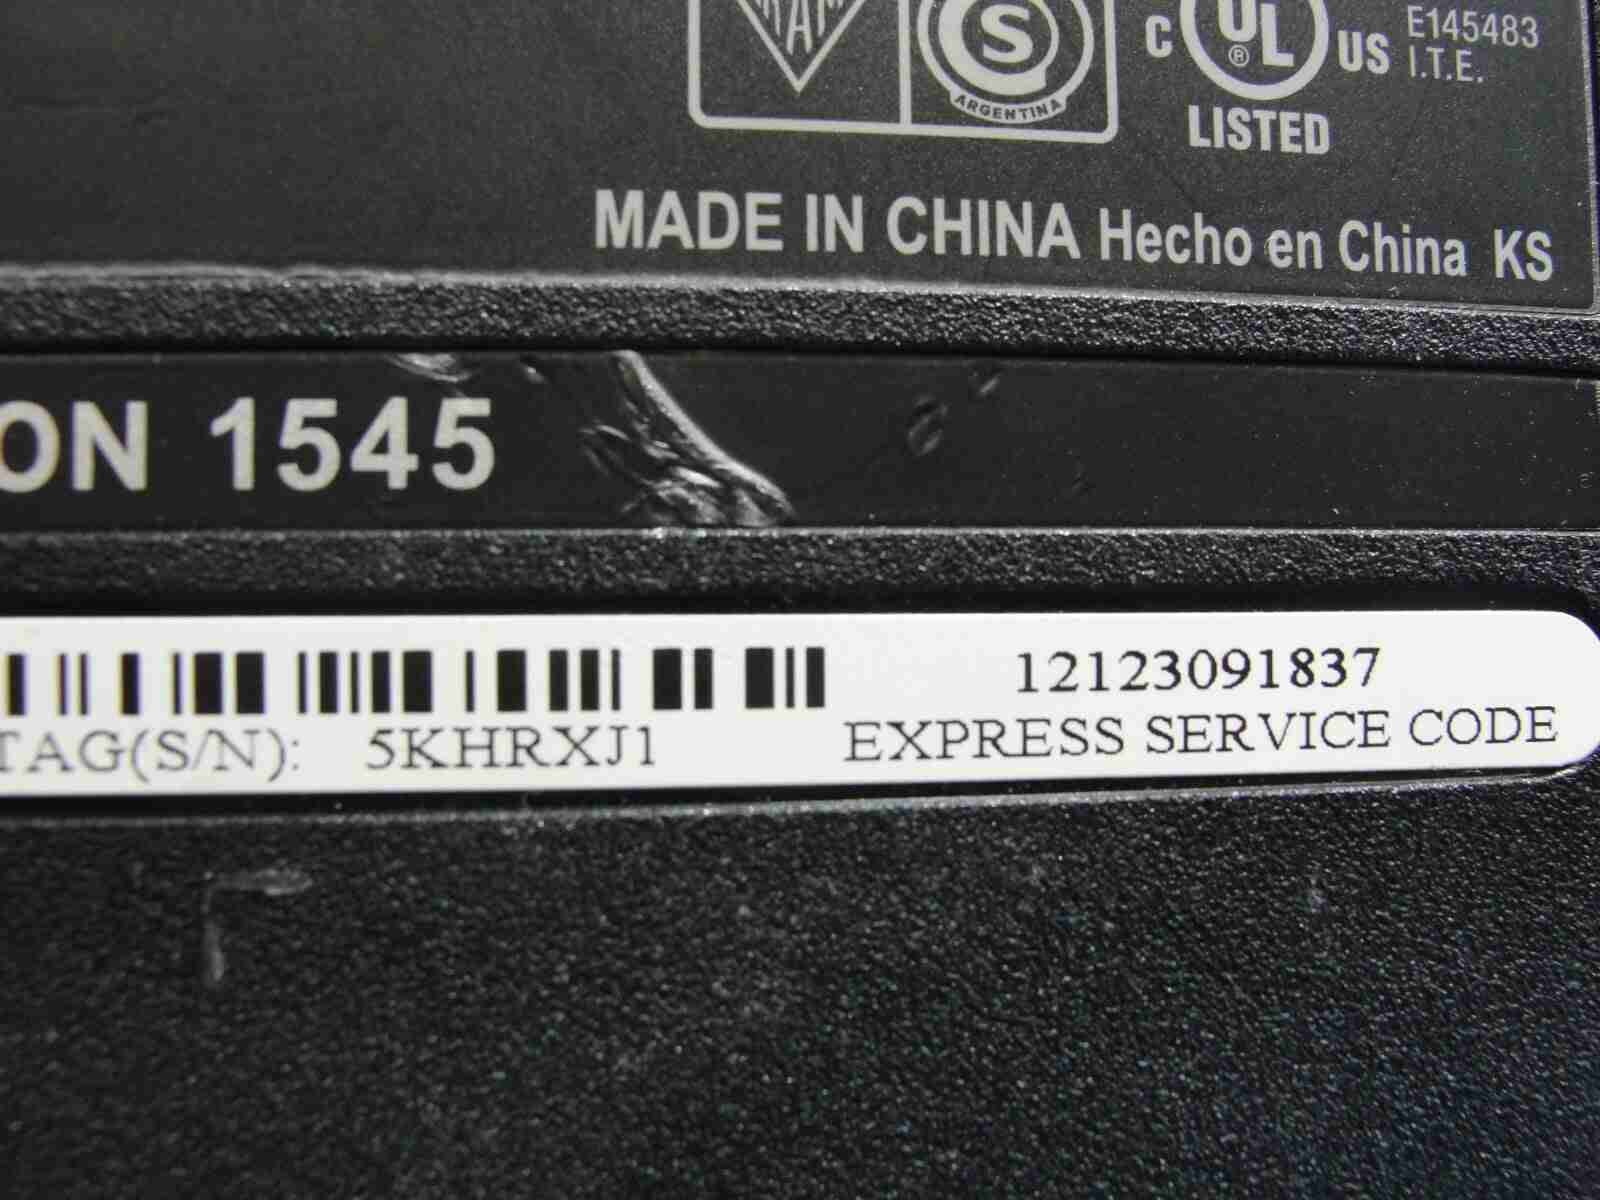 RAM
S
ARGENTINA
C UL ® US
E145483
I.T.E.
LISTED
MADE IN CHINA Hecho en China KS
ON 1545
12123091837
TAG(S/N): 5KHRXJ1
EXPRESS SERVICE CODE